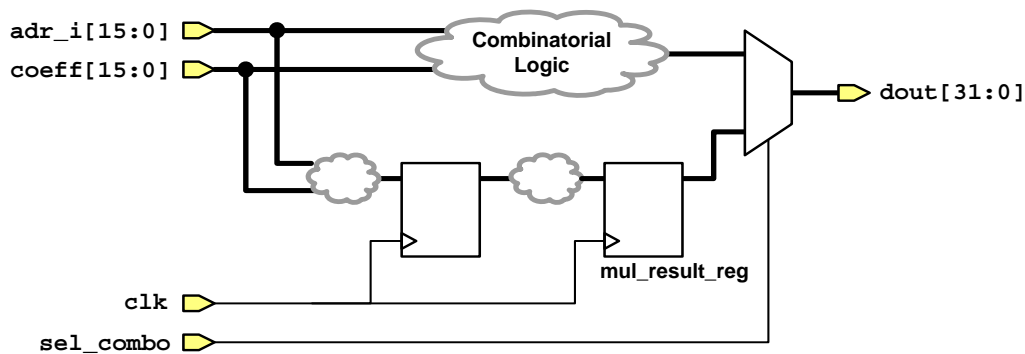 adr_i[15:0]
coeff[15:0]
Combinatorial
Logic
dout[31:0]
mul_result_reg
clk
sel_combo